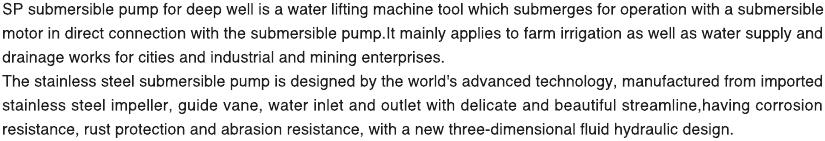 SP submersible pump for deep well is a water lifting machine tool which submerges for operation with a submersible
motor in direct connection with the submersible pump.It mainly applies to farm irrigation as well as water supply and
drainage works for cities and industrial and mining enterprises.
The stainless steel submersible pump is designed by the world's advanced technology, manufactured from imported
stainless steel impeller, guide vane, water inlet and outlet with delicate and beautiful streamline,having corrosion
resistance, rust protection and abrasion resistance, with a new three-dimensional fluid hydraulic design.